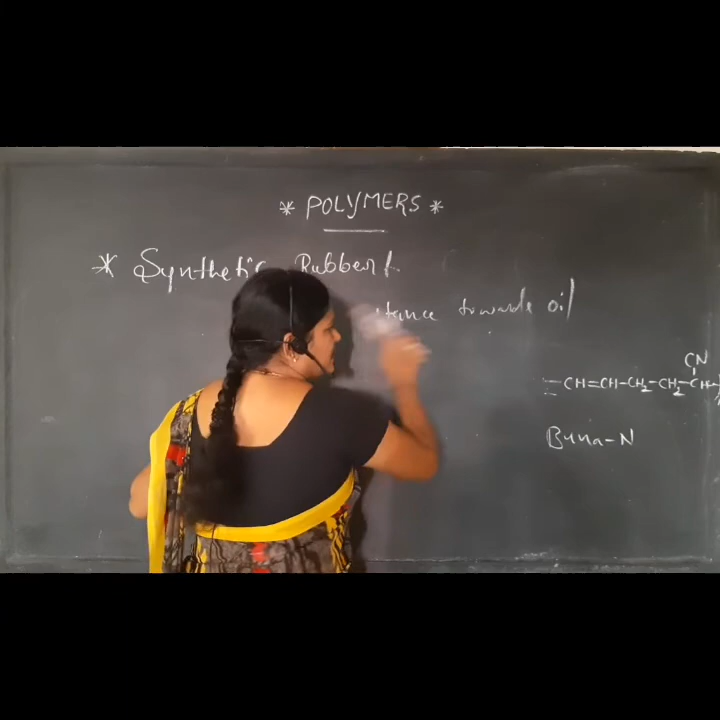 * POLYMERS *
* Synthetic Rubber
tance towards oil
CN
—CH=CH—CH2—CH2—CH—
Buna-N